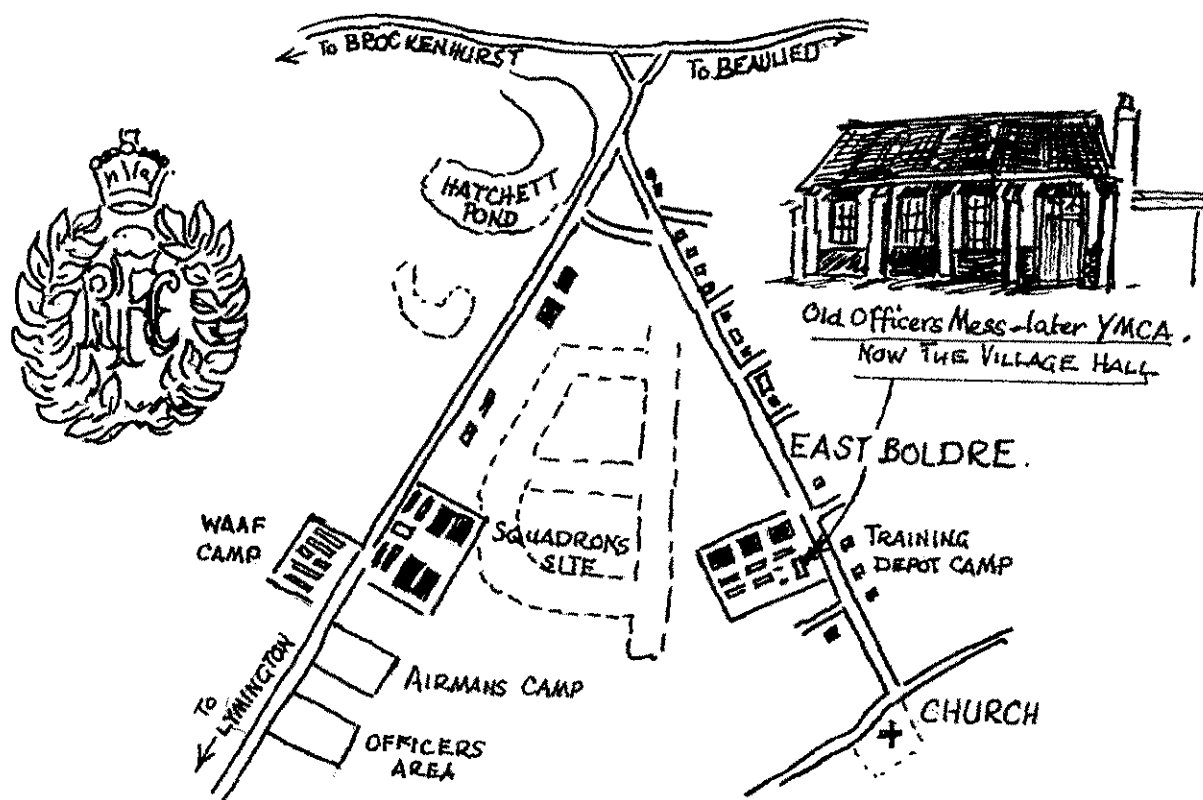 To BROCKENHURST
To BEAULIEU
HATCHETT
POND
RFC
Old Officers Mess-later YMCA.
NOW THE VILLAGE HALL
EAST BOLDRE.
WAAF
CAMP
SQUADRONS
SITE
TRAINING
DEPOT CAMP
TO
LYMINGTON
AIRMANS CAMP
OFFICERS
AREA
CHURCH